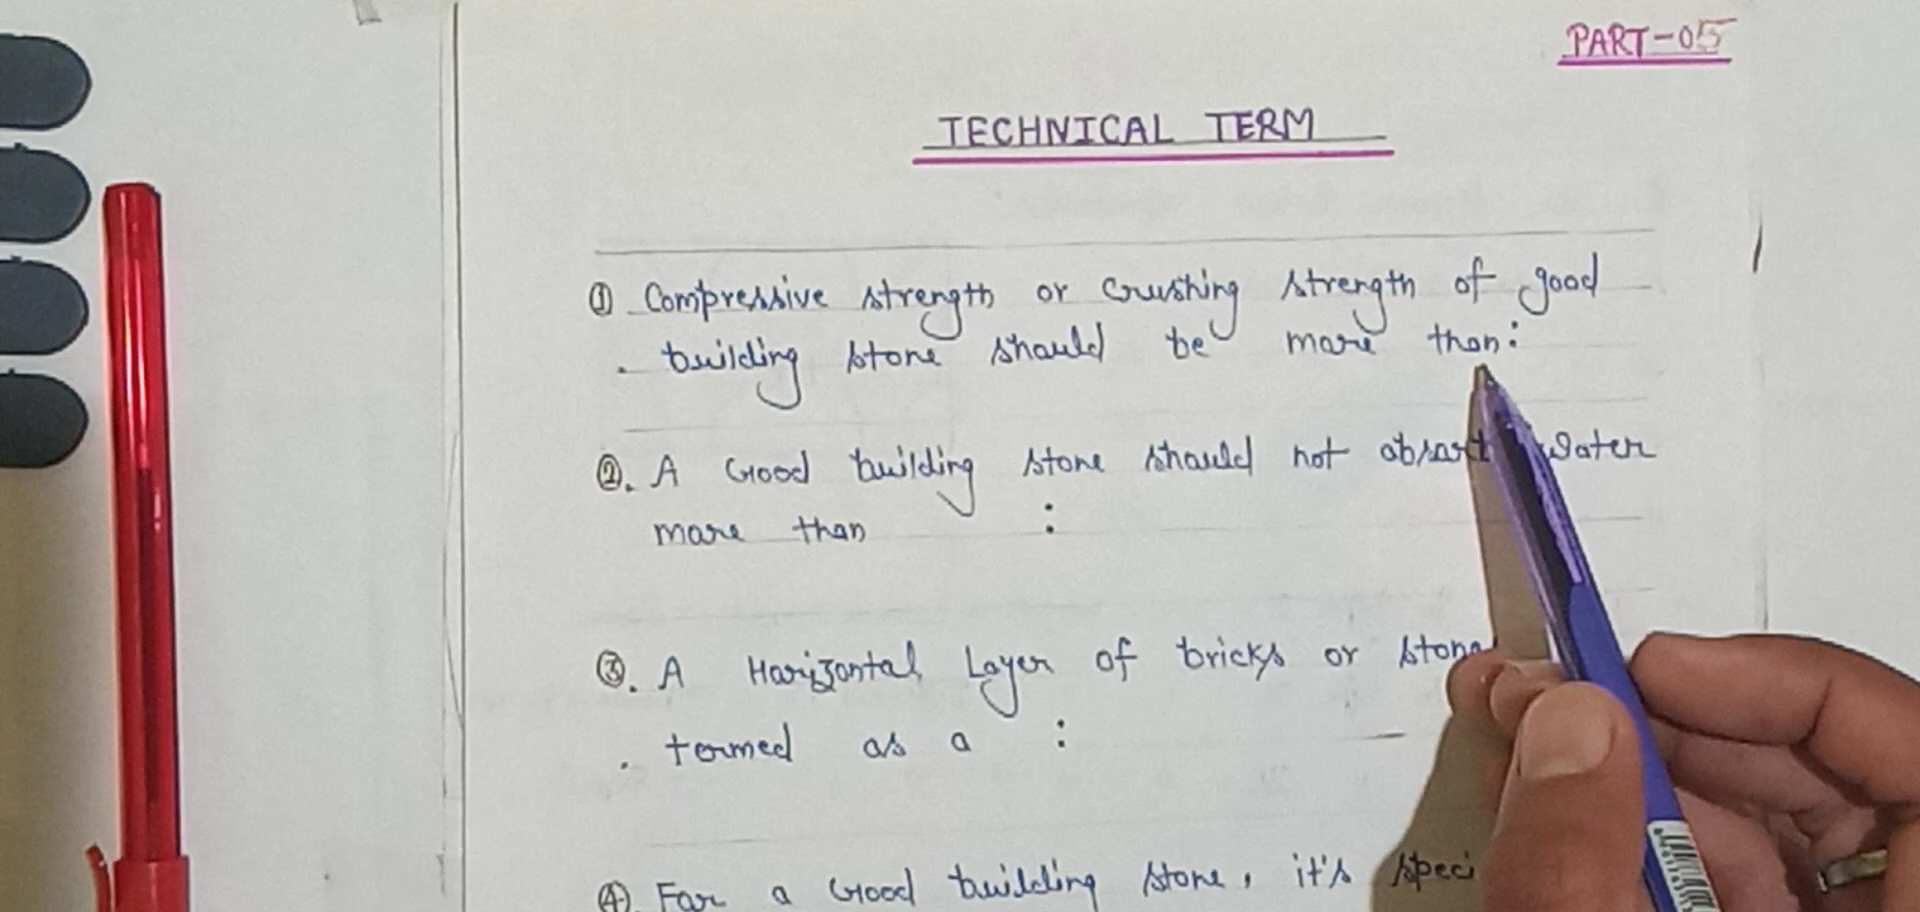 PART-05
TECHNICAL TERM
① Compressive strength or crushing strength of good
. building stone should be more than:
②. A Good building stone should not absorb water
more than :
③. A Horizontal Layer of bricks or stone
. termed as a :
④ For a Good building stone, it's speci